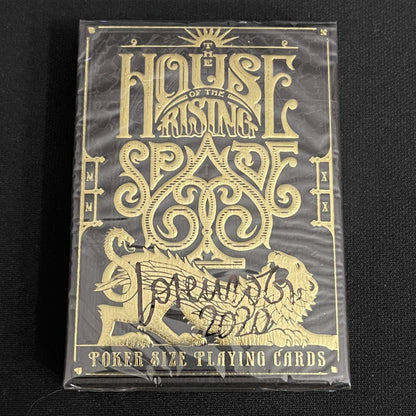 THE
HOUSE
OF THE
RISING
SPADE
MM
XX
2020
POKER SIZE PLAYING CARDS